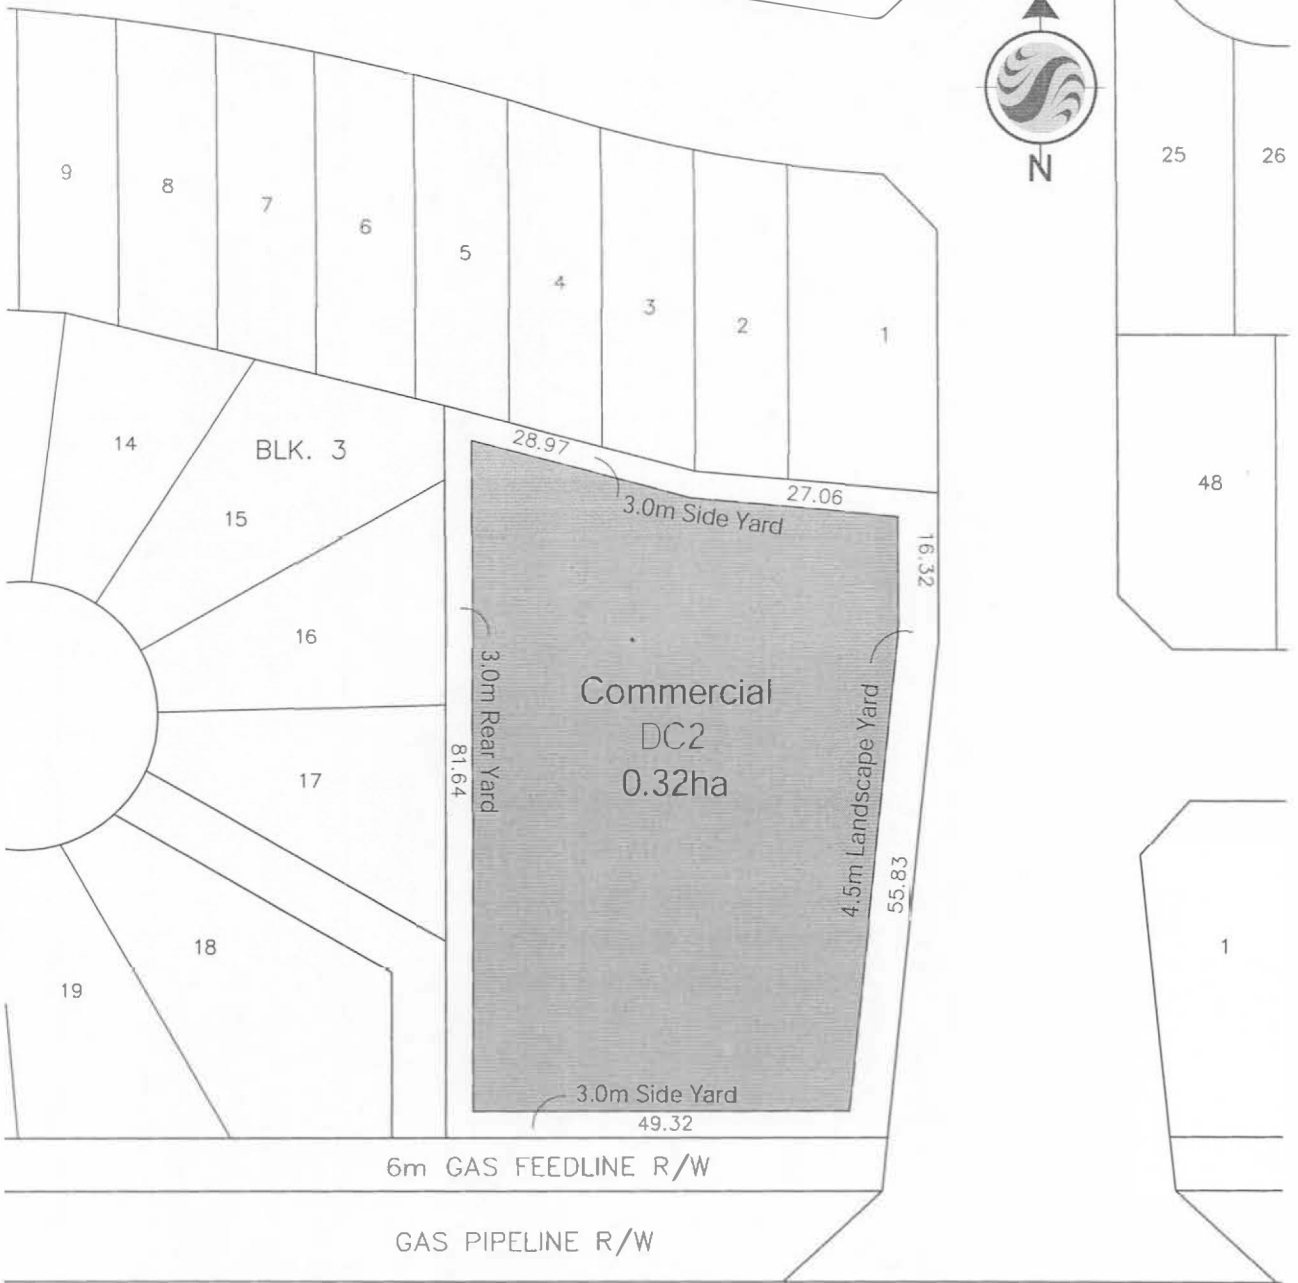 N
25
26
9
8
7
6
5
4
3
2
1
14
BLK. 3
15
28.97
3.0m Side Yard
27.06
16.32
48
16
3.0m Rear Yard
81.64
Commercial
DC2
0.32ha
4.5m Landscape Yard
55.83
17
18
19
1
3.0m Side Yard
49.32
6m GAS FEEDLINE R/W
GAS PIPELINE R/W